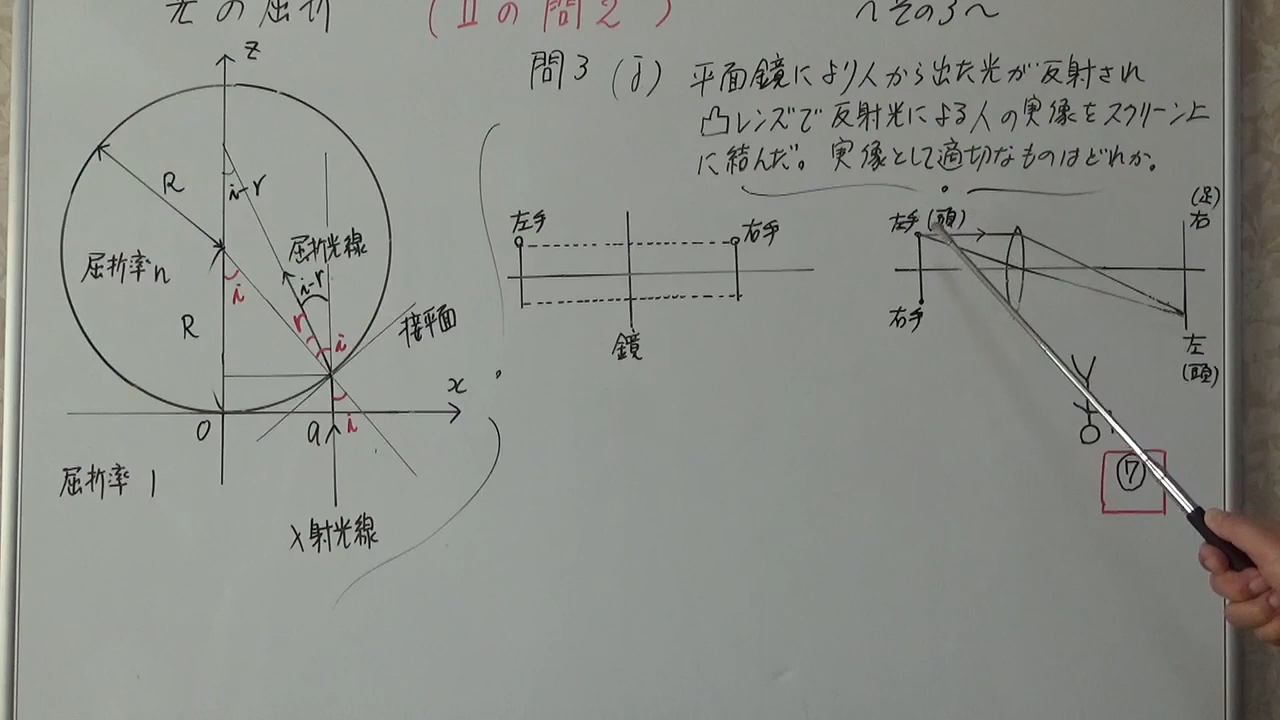 光の屈折 (Ⅱの問2) ～その3～
問3 (j) 平面鏡により人から出た光が反射され
凸レンズで反射光による人の実像をスクリーン上
に結んだ。実像として適切なものはどれか。
z
R
i-r
屈折光線
屈折率n
i
i-r
R
r
i
接平面
x
O
a
i
屈折率 1
入射光線
左手
右手
鏡
左手(頭)
右手
(足)
右
左
(頭)
⑦